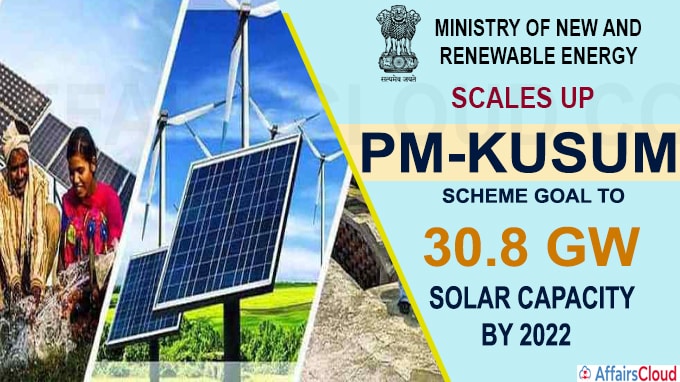 सत्यमेव जयते
MINISTRY OF NEW AND
RENEWABLE ENERGY
SCALES UP
PM-KUSUM
SCHEME GOAL TO
30.8 GW
SOLAR CAPACITY
BY 2022
AffairsCloud